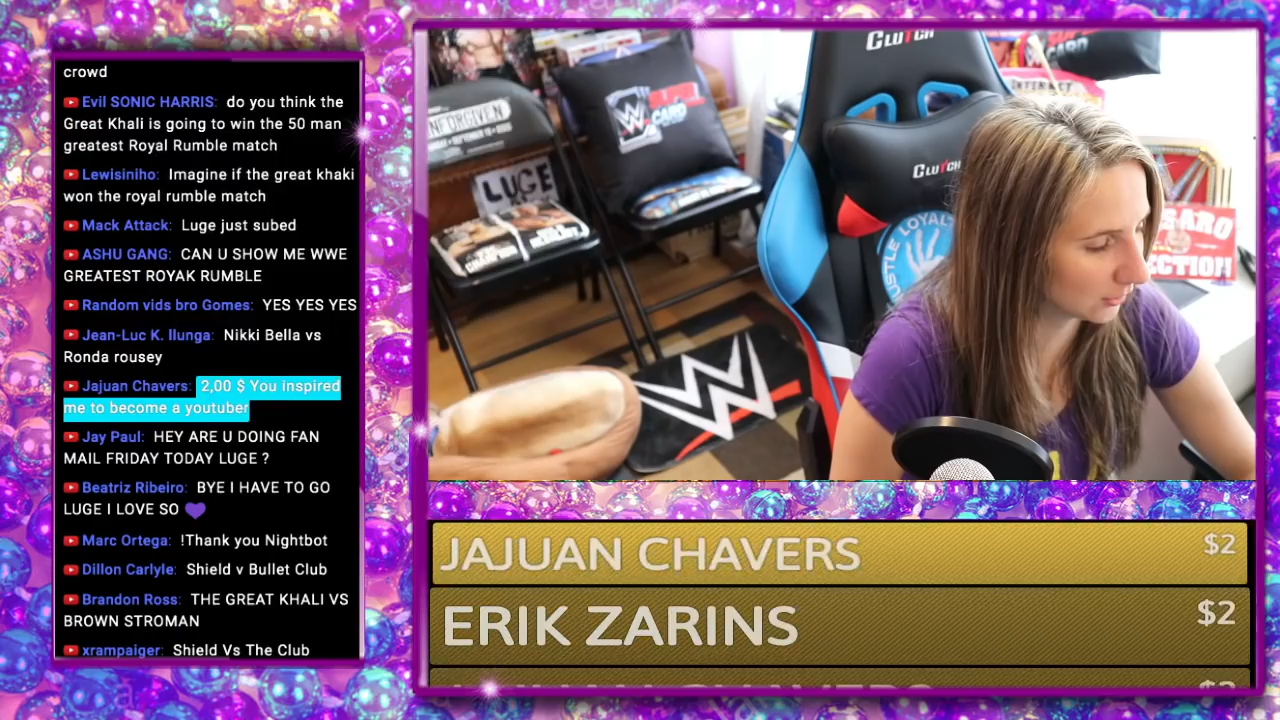 crowd
Evil SONIC HARRIS: do you think the
Great Khali is going to win the 50 man
greatest Royal Rumble match
Lewisiniho: Imagine if the great khaki
won the royal rumble match
Mack Attack: Luge just subed
ASHU GANG: CAN U SHOW ME WWE
GREATEST ROYAK RUMBLE
Random vids bro Gomes: YES YES YES
Jean-Luc K. Ilunga: Nikki Bella vs
Ronda rousey
Jajuan Chavers: 2,00 $ You inspired
me to become a youtuber
Jay Paul: HEY ARE U DOING FAN
MAIL FRIDAY TODAY LUGE ?
Beatriz Ribeiro: BYE I HAVE TO GO
LUGE I LOVE SO 💜
Marc Ortega: !Thank you Nightbot
Dillon Carlyle: Shield v Bullet Club
Brandon Ross: THE GREAT KHALI VS
BROWN STROMAN
xrampaiger: Shield Vs The Club
CLUTCH
CARD
UNFORGIVEN
CARD
LUGE
CLUTCH
LOYAL
JAJUAN CHAVERS $2
ERIK ZARINS $2